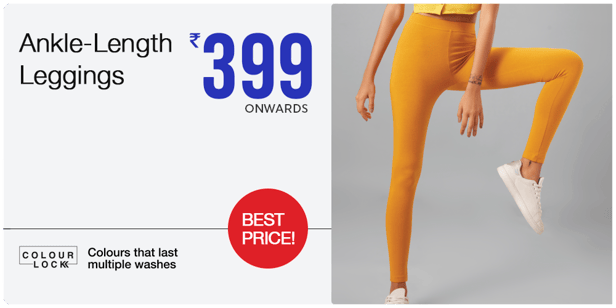 Ankle-Length
Leggings
₹399
ONWARDS
BEST
PRICE!
COLOUR
LOCK
Colours that last
multiple washes